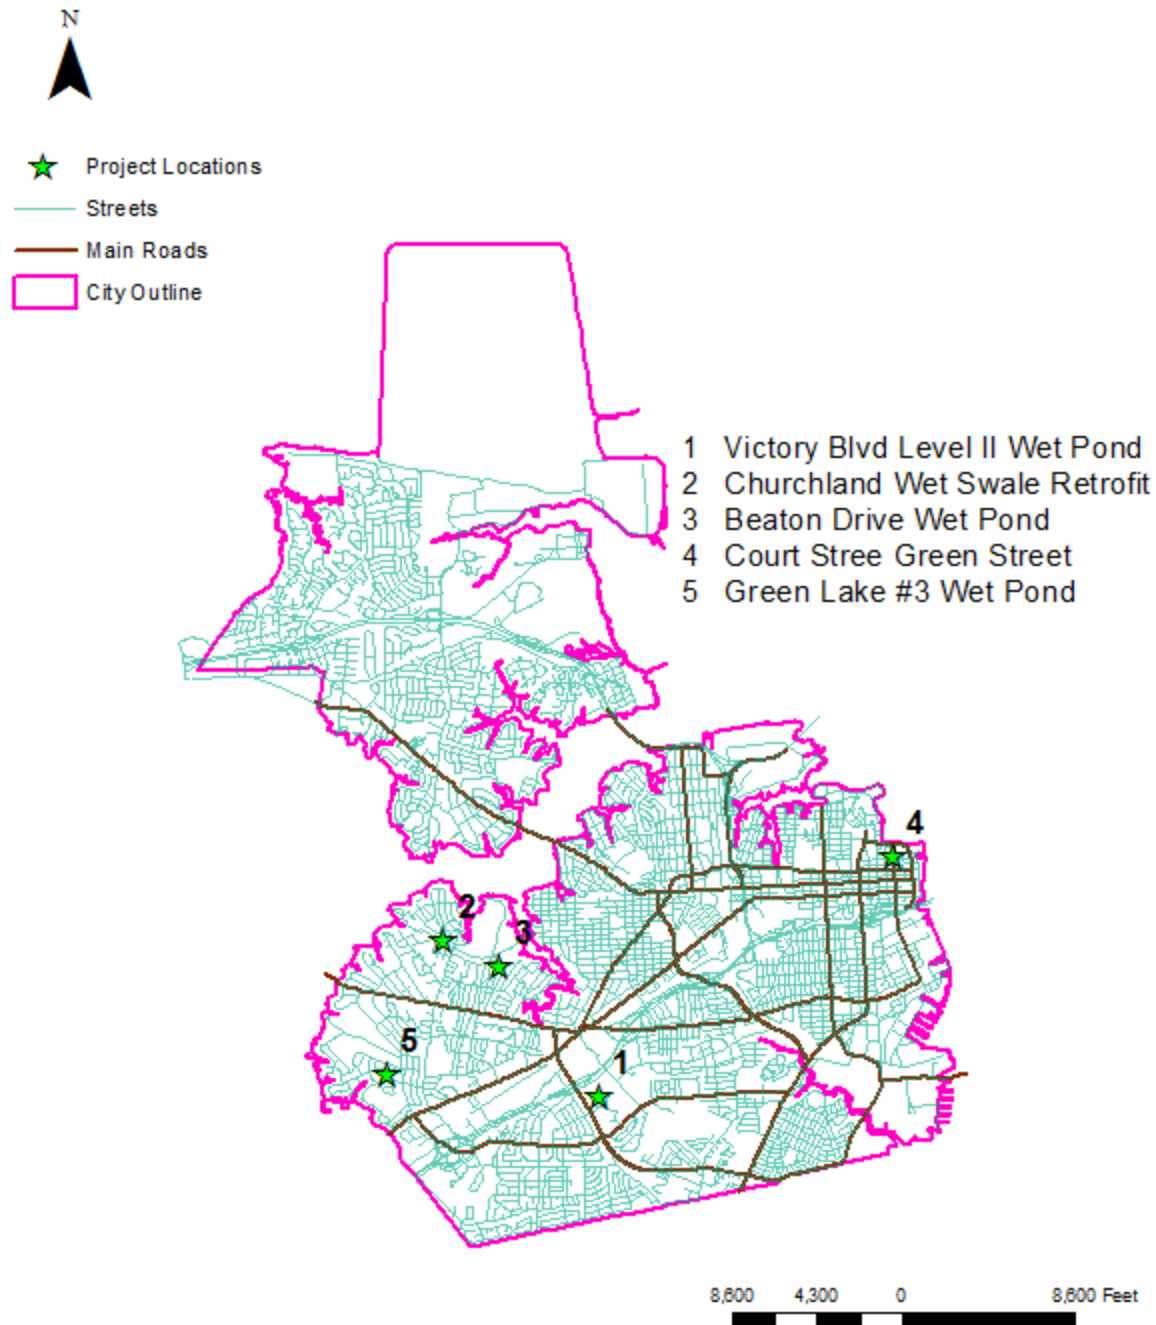 N
Project Locations
Streets
Main Roads
City Outline
1 Victory Blvd Level II Wet Pond
2 Churchland Wet Swale Retrofit
3 Beaton Drive Wet Pond
4 Court Stree Green Street
5 Green Lake #3 Wet Pond
4
2
3
5
1
8,600 4,300 0 8,600 Feet